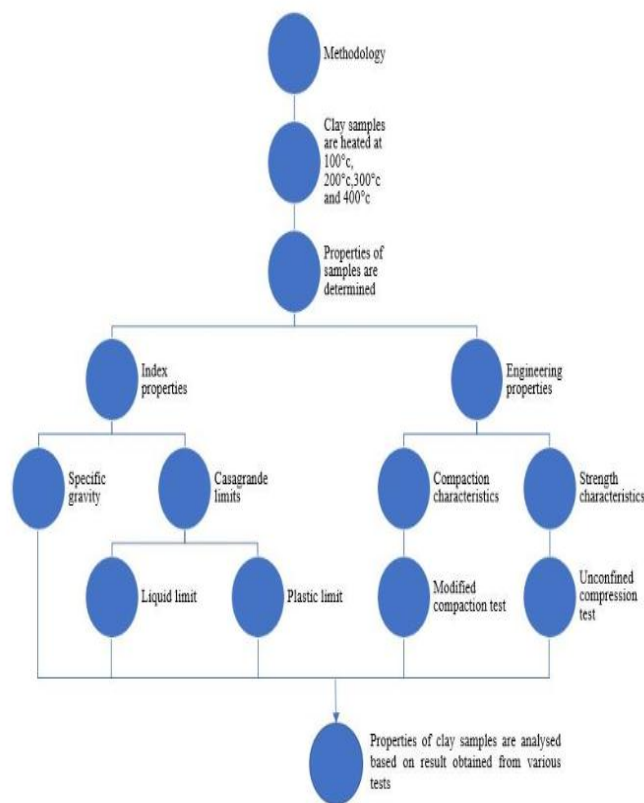 Methodology
Clay samples
are heated at
100°c,
200°c,300°c
and 400°c
Properties of
samples are
determined
Index
properties
Engineering
properties
Specific
gravity
Casagrande
limits
Compaction
characteristics
Strength
characteristics
Liquid limit
Plastic limit
Modified
compaction test
Unconfined
compression
test
Properties of clay samples are analysed
based on result obtained from various
tests